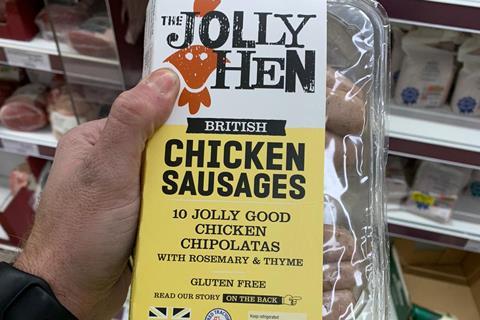 THE
JOLLY
HEN
BRITISH
CHICKEN
SAUSAGES
10 JOLLY GOOD
CHICKEN
CHIPOLATAS
WITH ROSEMARY & THYME
GLUTEN FREE
READ OUR STORY ON THE BACK
Keep refrigerated